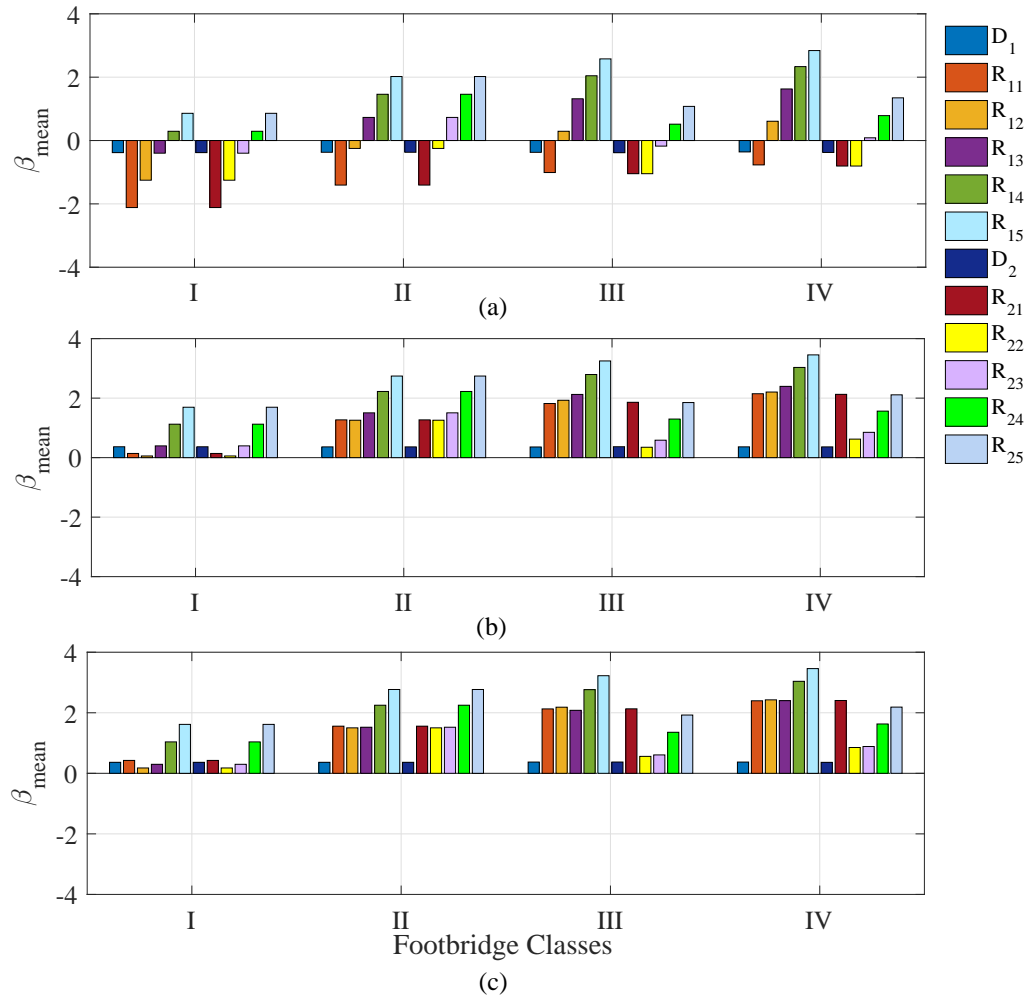 4
2
0
-2
-4
β_mean
I
II
III
IV
(a)
4
2
0
-2
-4
β_mean
I
II
III
IV
(b)
4
2
0
-2
-4
β_mean
I
II
III
IV
Footbridge Classes
(c)
D_1
R_11
R_12
R_13
R_14
R_15
D_2
R_21
R_22
R_23
R_24
R_25